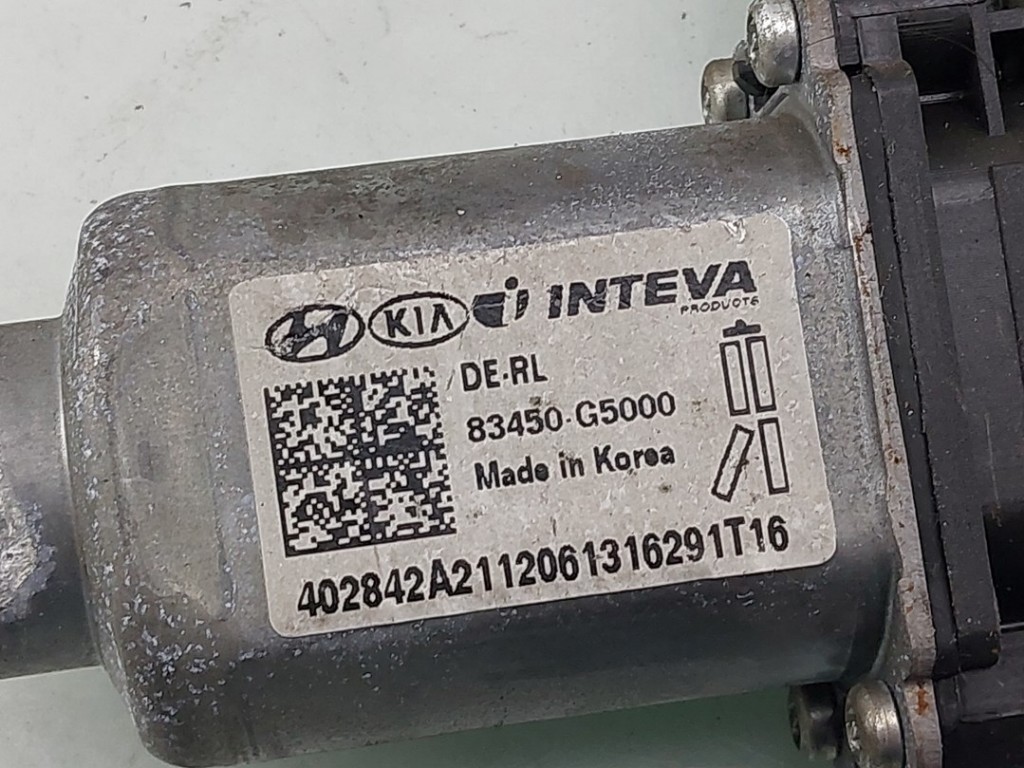 KIA INTEVA
PRODUCTS
DE-RL
83450-G5000
Made in Korea
402842A2112061316291T16